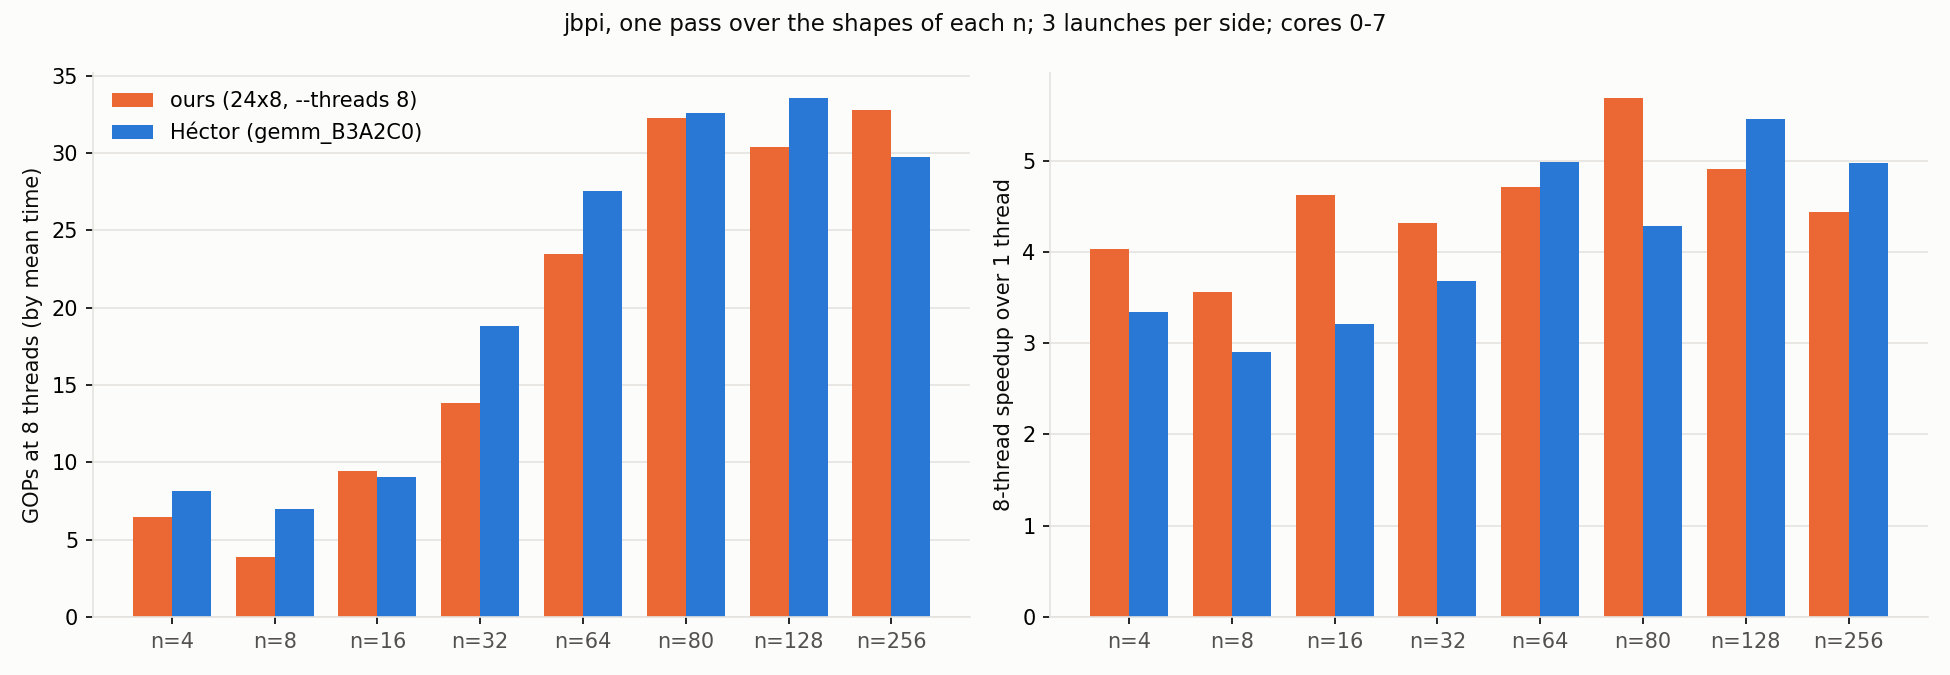 jbpi, one pass over the shapes of each n; 3 launches per side; cores 0-7
GOPs at 8 threads (by mean time)
35
30
25
20
15
10
5
0
ours (24x8, --threads 8)
Héctor (gemm_B3A2C0)
n=4 n=8 n=16 n=32 n=64 n=80 n=128 n=256
8-thread speedup over 1 thread
5
4
3
2
1
0
n=4 n=8 n=16 n=32 n=64 n=80 n=128 n=256